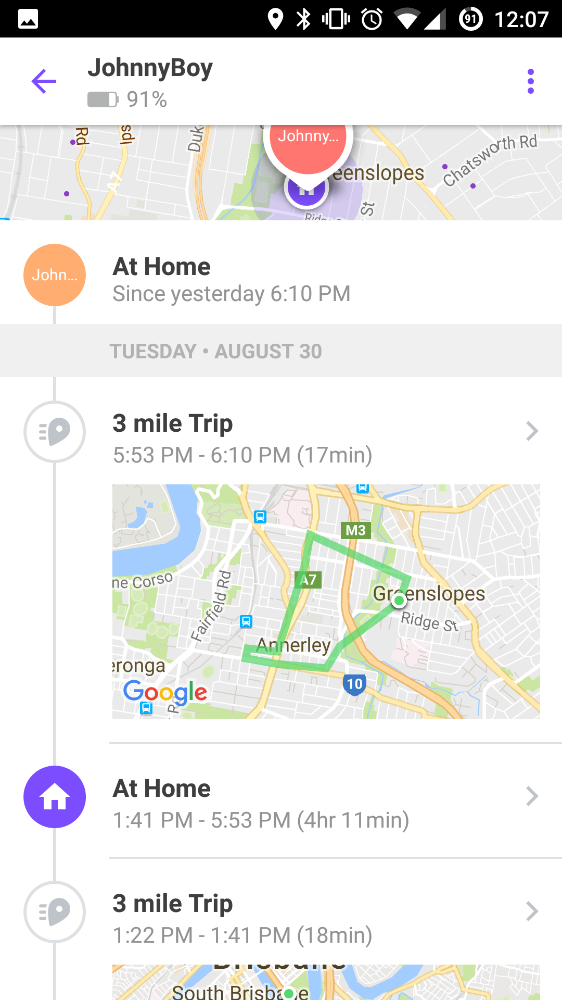 91 12:07
JohnnyBoy
91%
Rd
Duk
Johnny...
eenslopes
Chatsworth Rd
A7
St
John...
At Home
Since yesterday 6:10 PM
TUESDAY • AUGUST 30
3 mile Trip
5:53 PM - 6:10 PM (17min)
M3
A7
ne Corso
Fairfield Rd
Greenslopes
Ridge St
Annerley
eronga
10
Google
At Home
1:41 PM - 5:53 PM (4hr 11min)
3 mile Trip
1:22 PM - 1:41 PM (18min)
Brisbane
South Brisbane